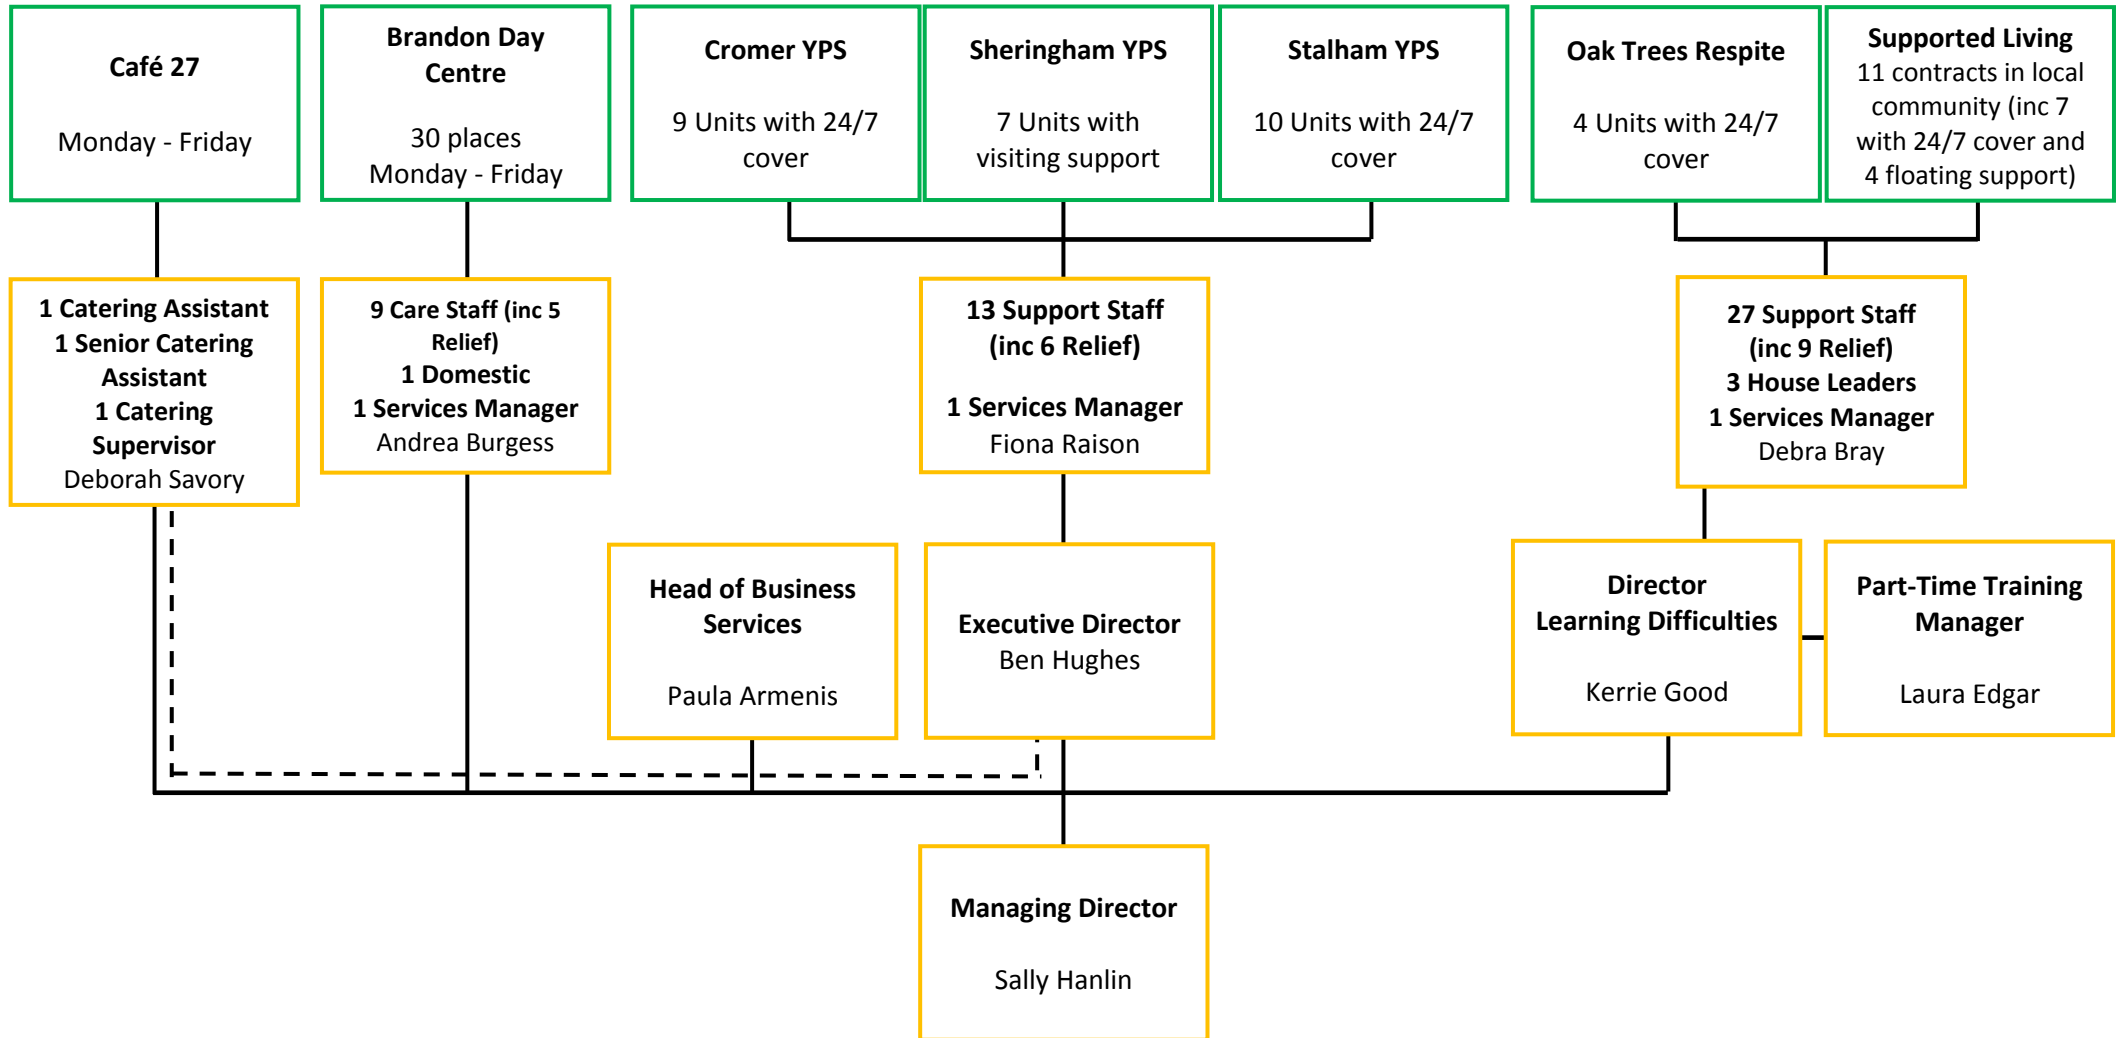 Café 27
Monday - Friday
Brandon Day
Centre
30 places
Monday - Friday
Cromer YPS
9 Units with 24/7
cover
Sheringham YPS
7 Units with
visiting support
Stalham YPS
10 Units with 24/7
cover
Oak Trees Respite
4 Units with 24/7
cover
Supported Living
11 contracts in local
community (inc 7
with 24/7 cover and
4 floating support)
1 Catering Assistant
1 Senior Catering
Assistant
1 Catering
Supervisor
Deborah Savory
9 Care Staff (inc 5
Relief)
1 Domestic
1 Services Manager
Andrea Burgess
13 Support Staff
(inc 6 Relief)
1 Services Manager
Fiona Raison
27 Support Staff
(inc 9 Relief)
3 House Leaders
1 Services Manager
Debra Bray
Head of Business
Services
Paula Armenis
Executive Director
Ben Hughes
Director
Learning Difficulties
Kerrie Good
Part-Time Training
Manager
Laura Edgar
Managing Director
Sally Hanlin